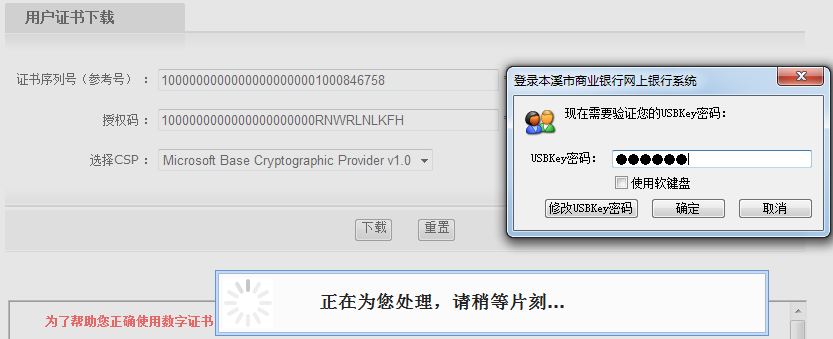 用户证书下载
证书序列号（参考号）：
10000000000000000000001000846758
授权码：
1000000000000000000000RNWRLNLKFH
选择CSP：
Microsoft Base Cryptographic Provider v1.0
下载
重置
登录本溪市商业银行网上银行系统
现在需要验证您的USBKey密码：
USBKey密码：
●●●●●●
使用软键盘
修改USBKey密码
确定
取消
正在为您处理，请稍等片刻...
为了帮助您正确使用数字证书